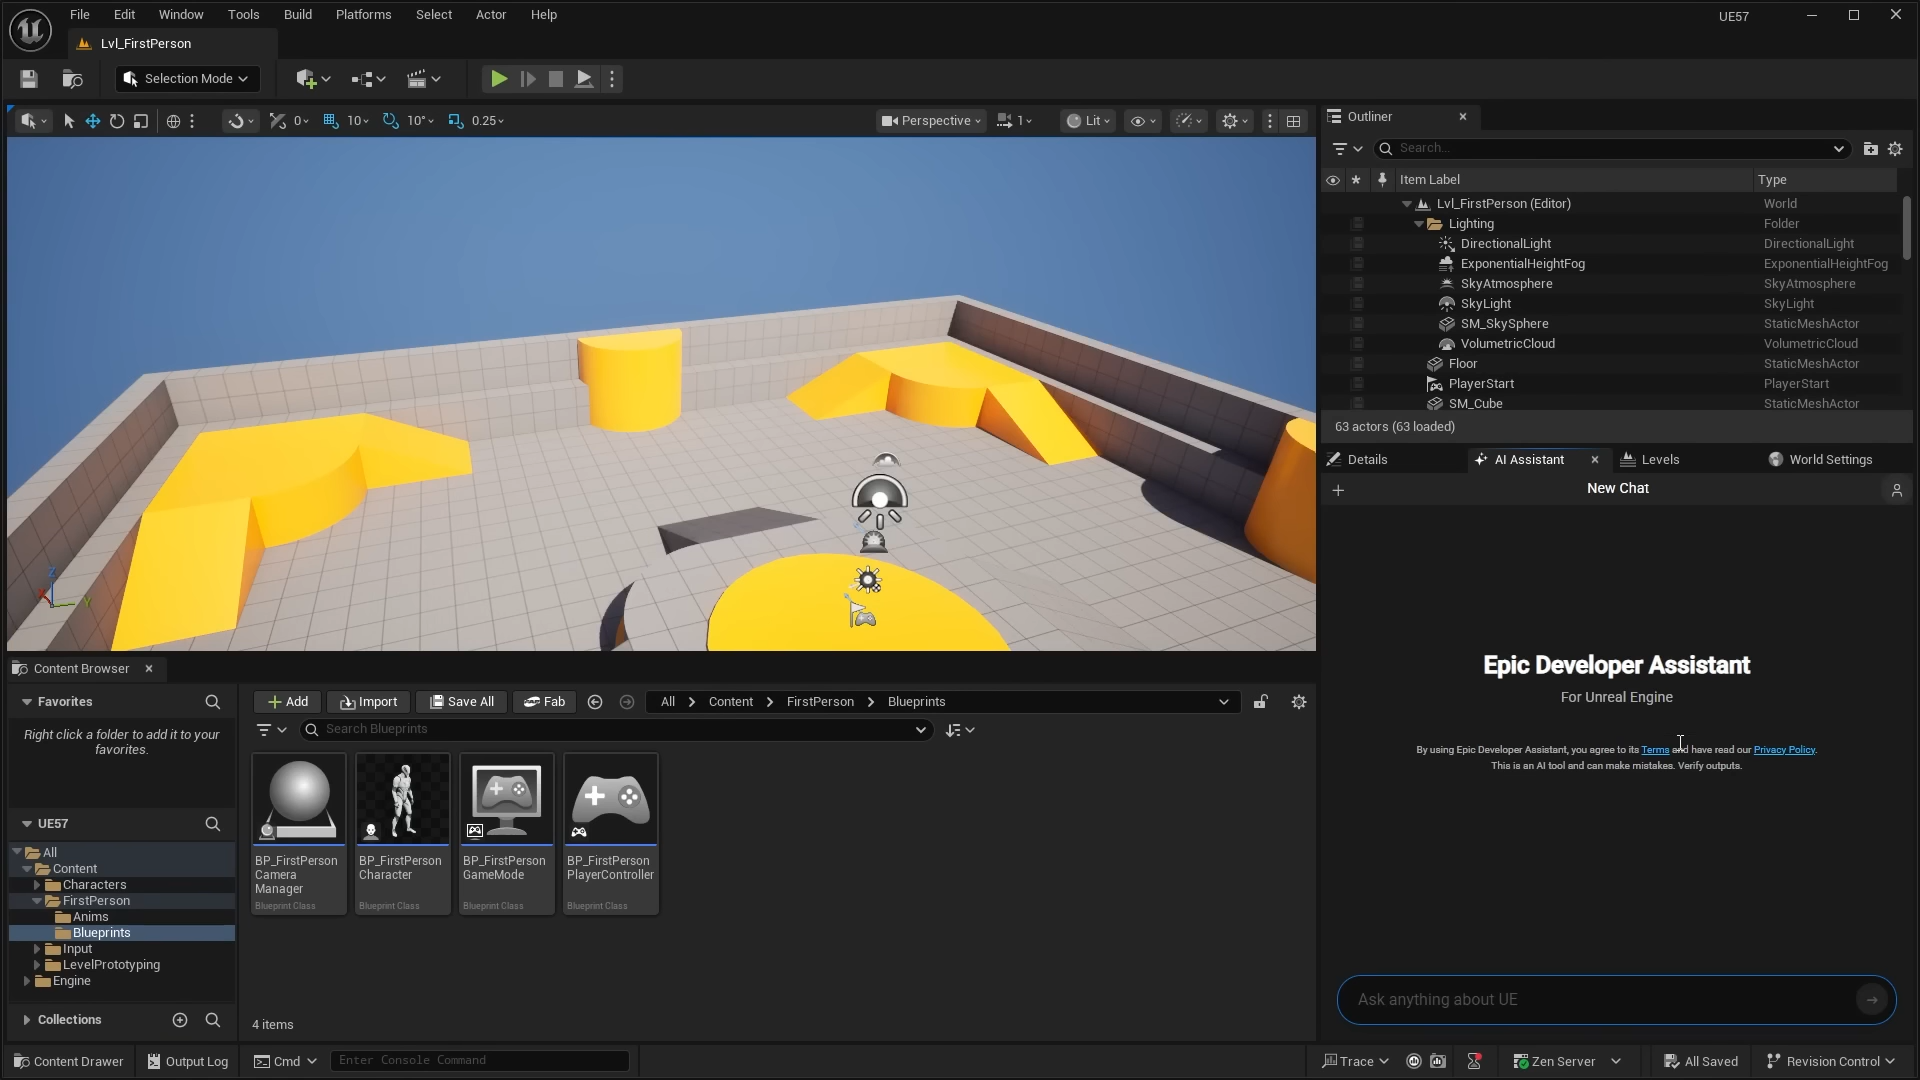 File Edit Window Tools Build Platforms Select Actor Help
UE57
Lvl_FirstPerson
Selection Mode
0 10 10° 0.25
Perspective 1 Lit
Outliner
Search...
Item Label Type
Lvl_FirstPerson (Editor) World
Lighting Folder
DirectionalLight DirectionalLight
ExponentialHeightFog ExponentialHeightFog
SkyAtmosphere SkyAtmosphere
SkyLight SkyLight
SM_SkySphere StaticMeshActor
VolumetricCloud VolumetricCloud
Floor StaticMeshActor
PlayerStart PlayerStart
SM_Cube StaticMeshActor
63 actors (63 loaded)
Details AI Assistant Levels World Settings
New Chat
Epic Developer Assistant
For Unreal Engine
By using Epic Developer Assistant, you agree to its Terms and have read our Privacy Policy.
This is an AI tool and can make mistakes. Verify outputs.
Ask anything about UE
Z
X
Y
Content Browser
Favorites
Right click a folder to add it to your
favorites.
UE57
All
Content
Characters
FirstPerson
Anims
Blueprints
Input
LevelPrototyping
Engine
Collections
Add Import Save All Fab All Content FirstPerson Blueprints
Search Blueprints
BP_FirstPerson
Camera
Manager
Blueprint Class
BP_FirstPerson
Character
Blueprint Class
BP_FirstPerson
GameMode
Blueprint Class
BP_FirstPerson
PlayerController
Blueprint Class
4 items
Content Drawer Output Log Cmd Enter Console Command
Trace Zen Server All Saved Revision Control